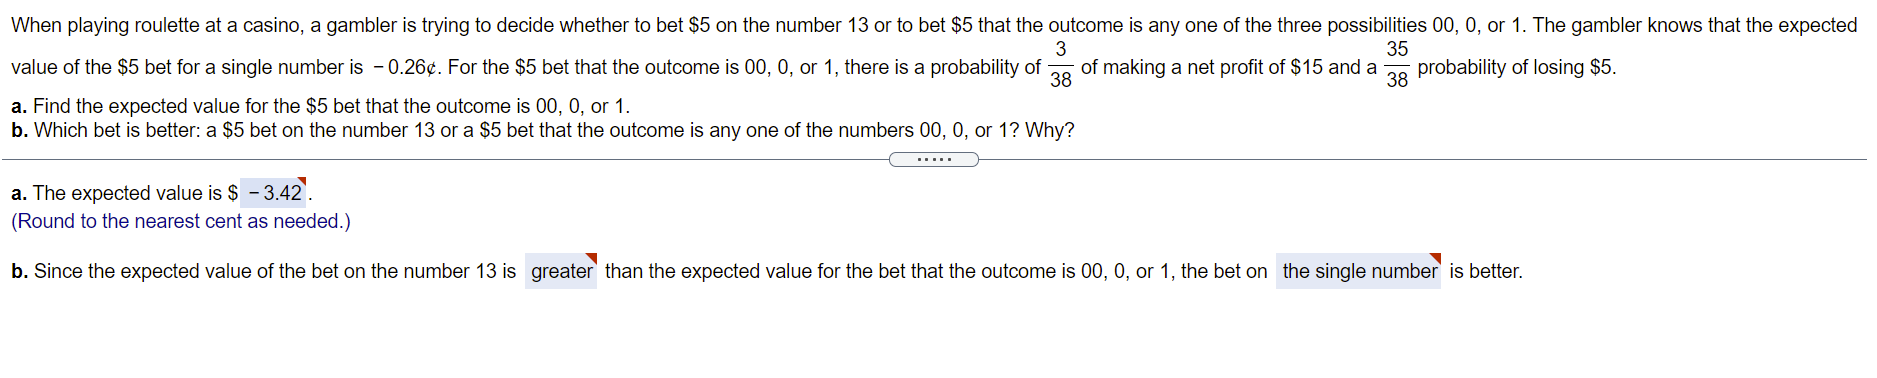 When playing roulette at a casino, a gambler is trying to decide whether to bet $5 on the number 13 or to bet $5 that the outcome is any one of the three possibilities 00, 0, or 1. The gambler knows that the expected
value of the $5 bet for a single number is − 0.26¢. For the $5 bet that the outcome is 00, 0, or 1, there is a probability of 3/38 of making a net profit of $15 and a 35/38 probability of losing $5.
a. Find the expected value for the $5 bet that the outcome is 00, 0, or 1.
b. Which bet is better: a $5 bet on the number 13 or a $5 bet that the outcome is any one of the numbers 00, 0, or 1? Why?
a. The expected value is $ − 3.42 .
(Round to the nearest cent as needed.)
b. Since the expected value of the bet on the number 13 is greater than the expected value for the bet that the outcome is 00, 0, or 1, the bet on the single number is better.